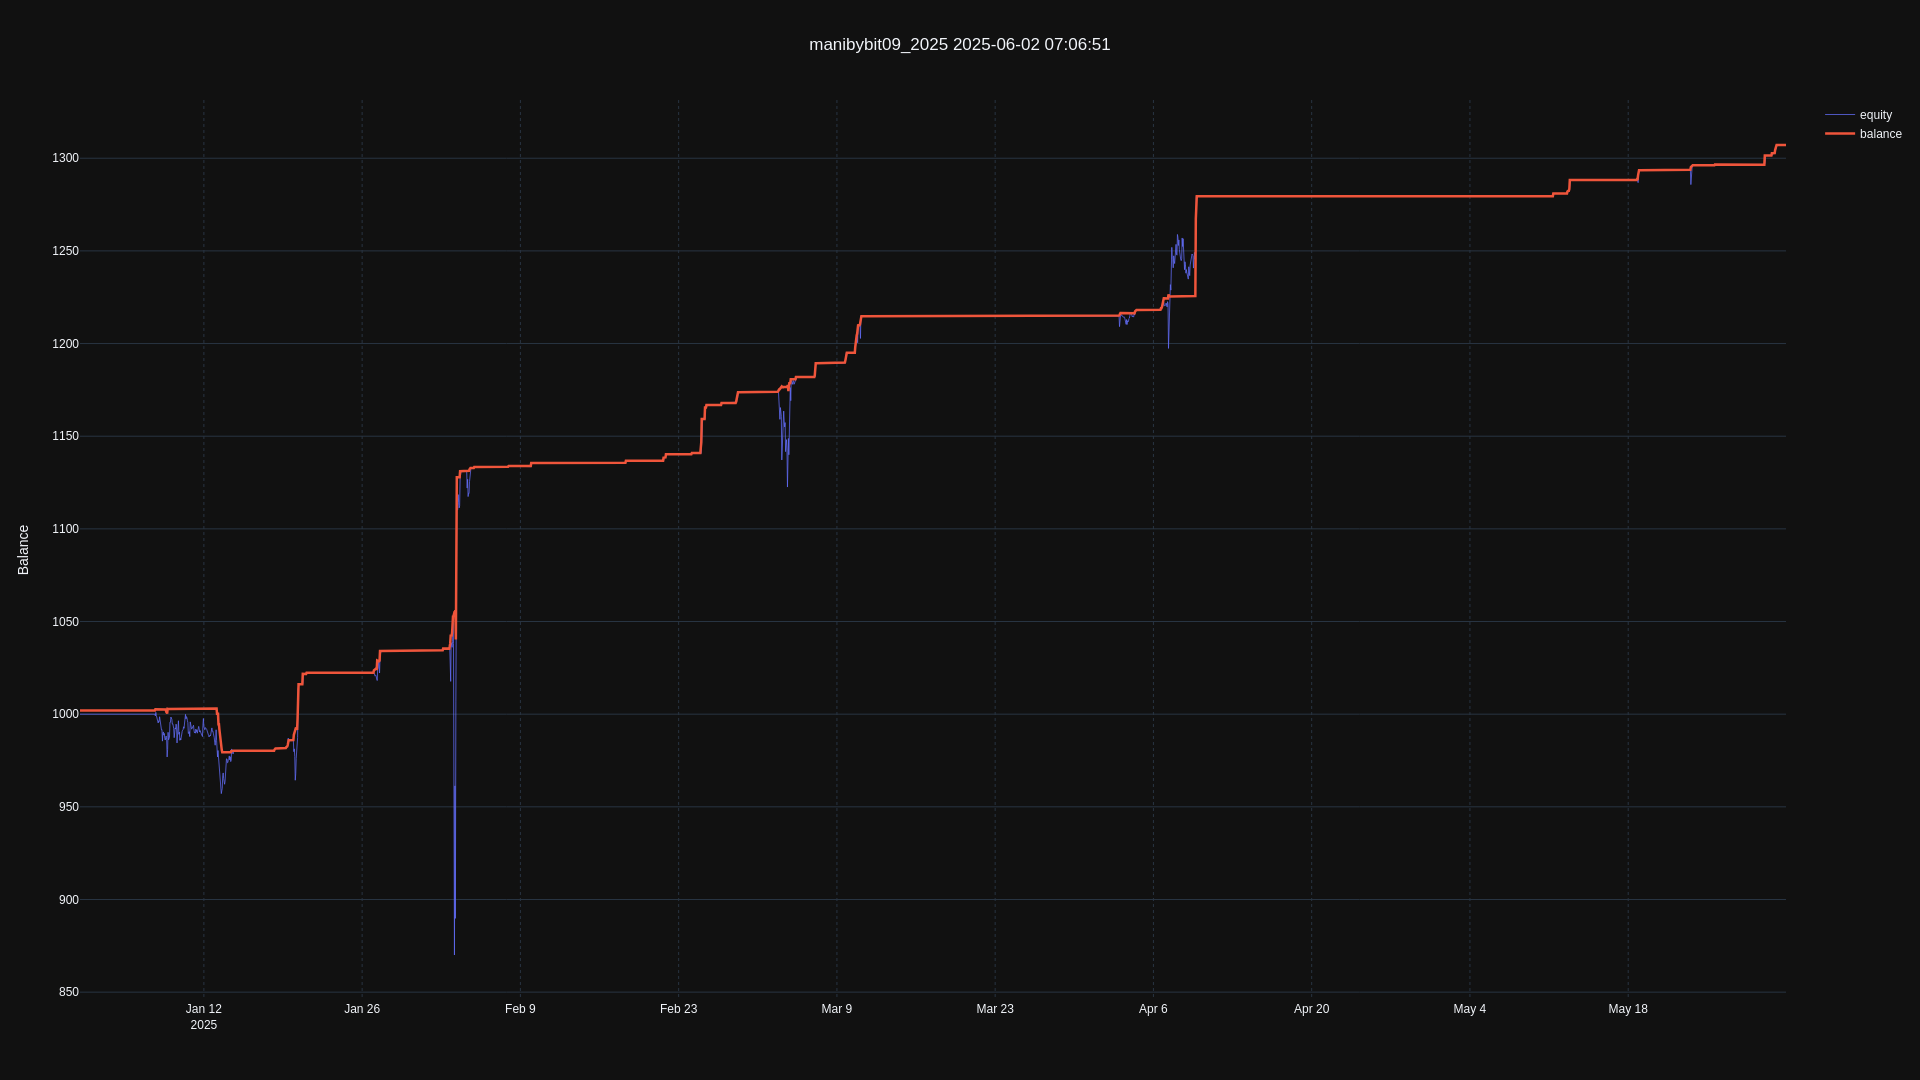 manibybit09_2025 2025-06-02 07:06:51
equity
balance
1300
1250
1200
1150
1100
1050
1000
950
900
850
Balance
Jan 12
2025
Jan 26
Feb 9
Feb 23
Mar 9
Mar 23
Apr 6
Apr 20
May 4
May 18